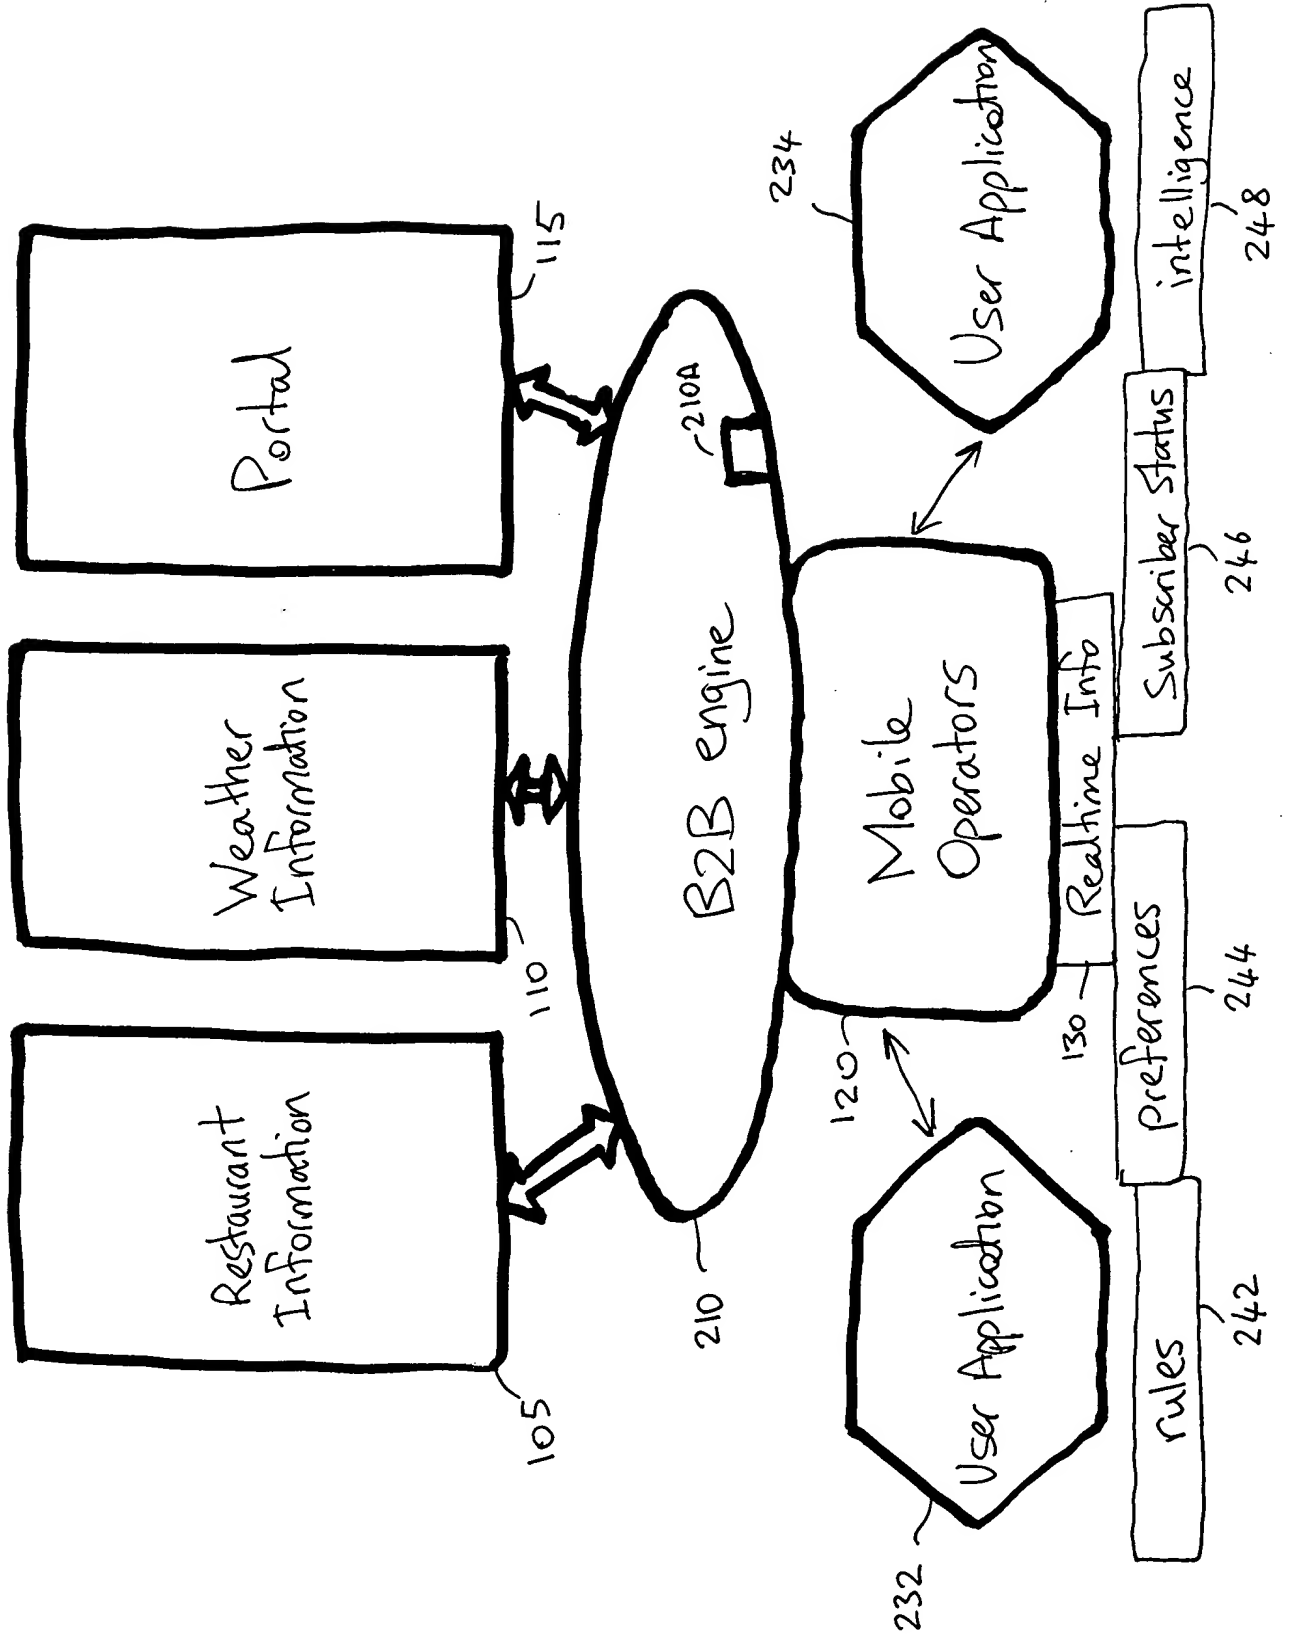 Restaurant
Information
105
Weather
Information
110
Portal
115
B2B engine
210
210A
Mobile
Operators
120
User Application
232
User Application
234
Realtime Info
130
rules
242
preferences
244
Subscriber Status
246
intelligence
248